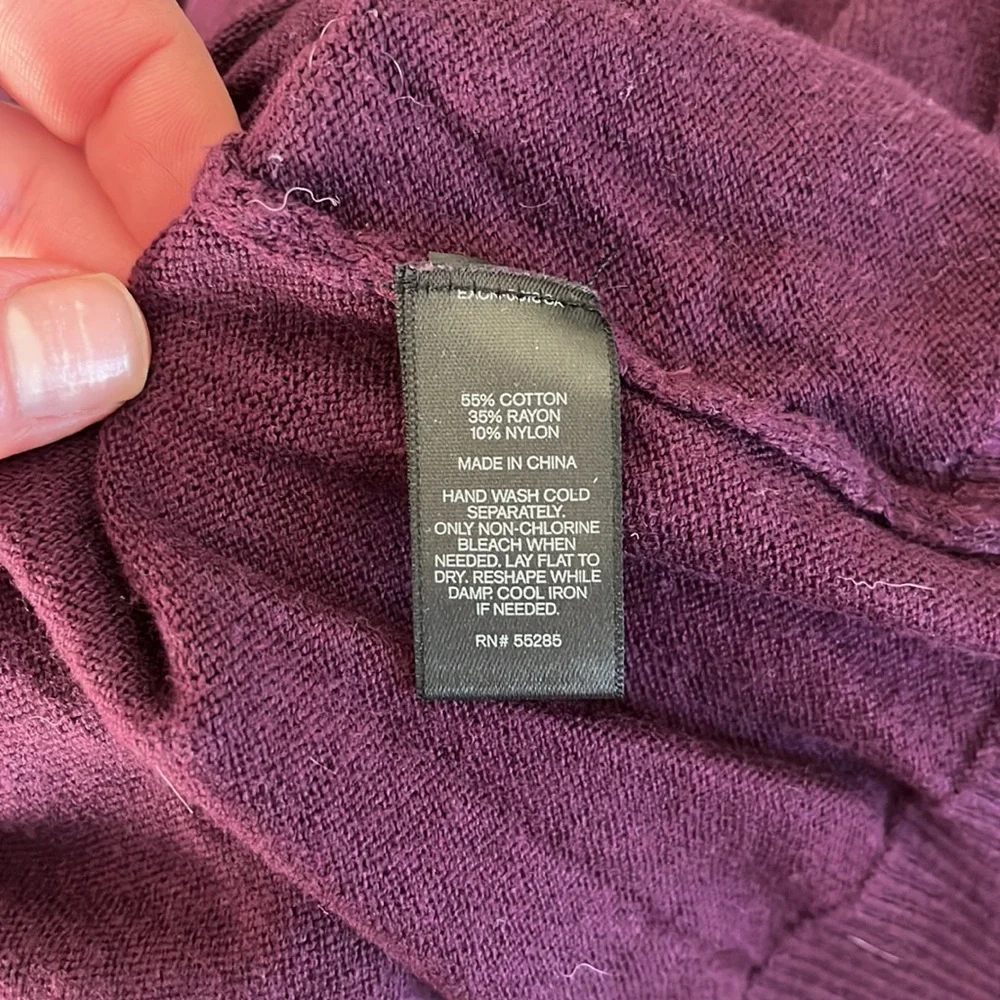 55% COTTON
35% RAYON
10% NYLON
MADE IN CHINA
HAND WASH COLD
SEPARATELY.
ONLY NON-CHLORINE
BLEACH WHEN
NEEDED. LAY FLAT TO
DRY. RESHAPE WHILE
DAMP. COOL IRON
IF NEEDED.
RN# 55285